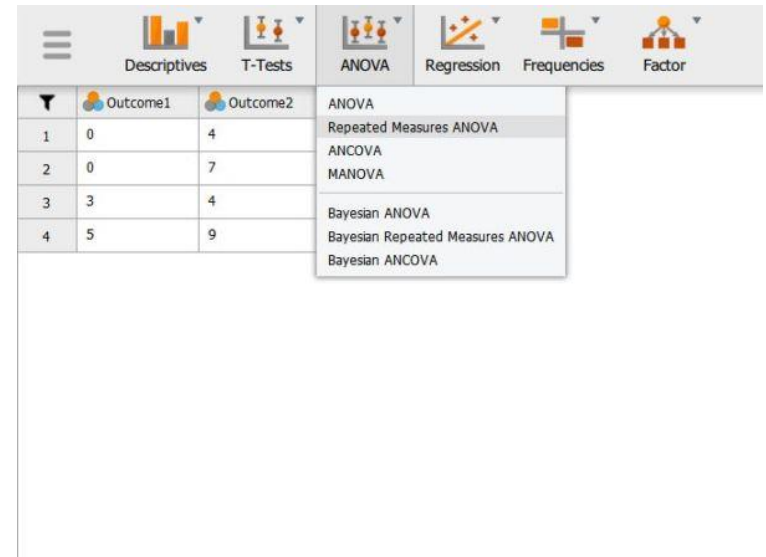 Descriptives T-Tests ANOVA Regression Frequencies Factor
Outcome1 Outcome2
1 0 4
2 0 7
3 3 4
4 5 9
ANOVA
Repeated Measures ANOVA
ANCOVA
MANOVA
Bayesian ANOVA
Bayesian Repeated Measures ANOVA
Bayesian ANCOVA